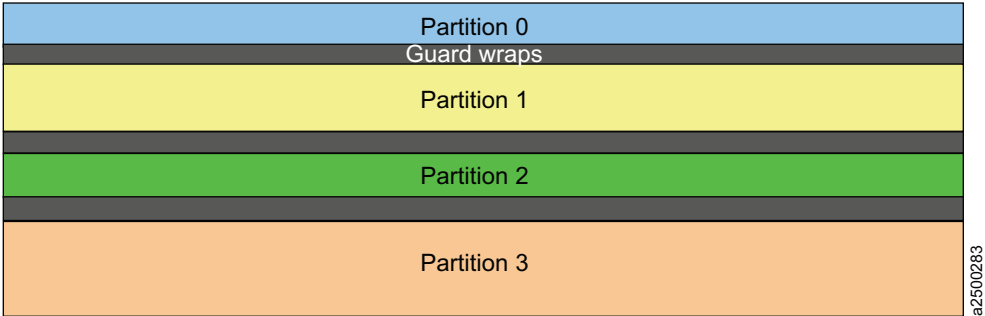 Partition 0
Guard wraps
Partition 1
Partition 2
Partition 3
a2500283